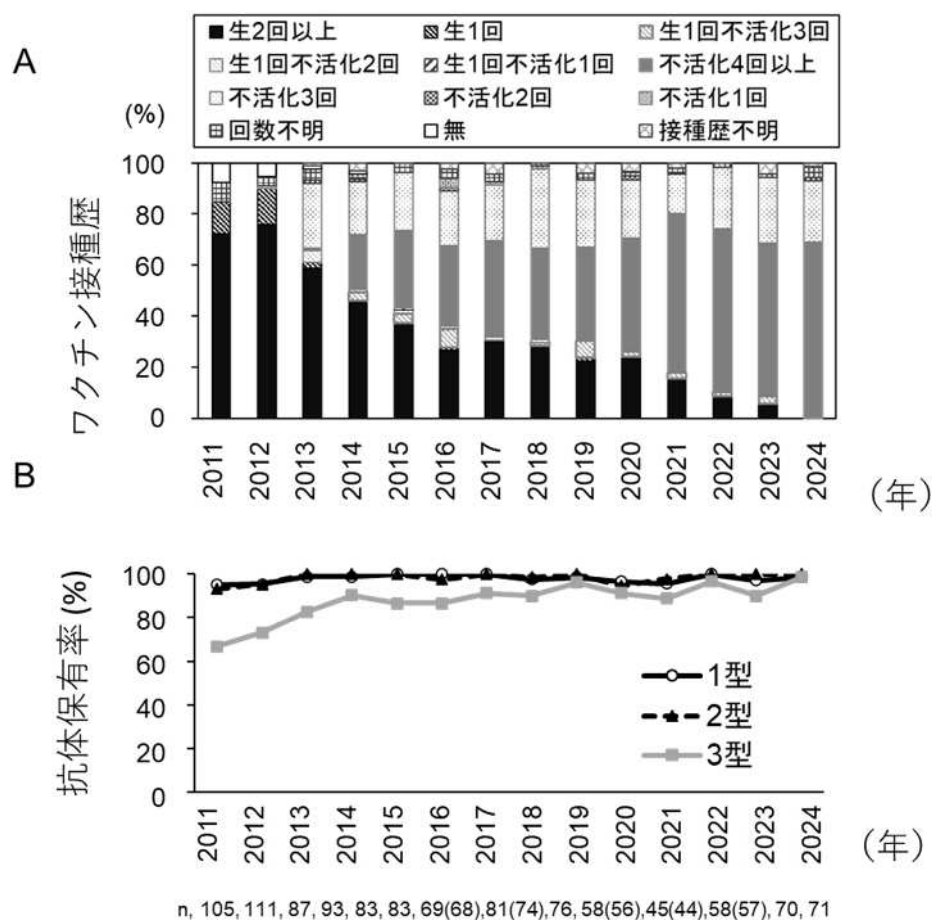 A
■生2回以上 生1回 生1回不活化3回
生1回不活化2回 生1回不活化1回 不活化4回以上
不活化3回 不活化2回 不活化1回
回数不明 無 接種歴不明
(%)
ワクチン接種歴
100
80
60
40
20
0
2011 2012 2013 2014 2015 2016 2017 2018 2019 2020 2021 2022 2023 2024
(年)
B
抗体保有率 (%)
100
80
60
40
20
0
1型
2型
3型
2011 2012 2013 2014 2015 2016 2017 2018 2019 2020 2021 2022 2023 2024
(年)
n, 105, 111, 87, 93, 83, 83, 69(68),81(74),76, 58(56),45(44),58(57), 70, 71